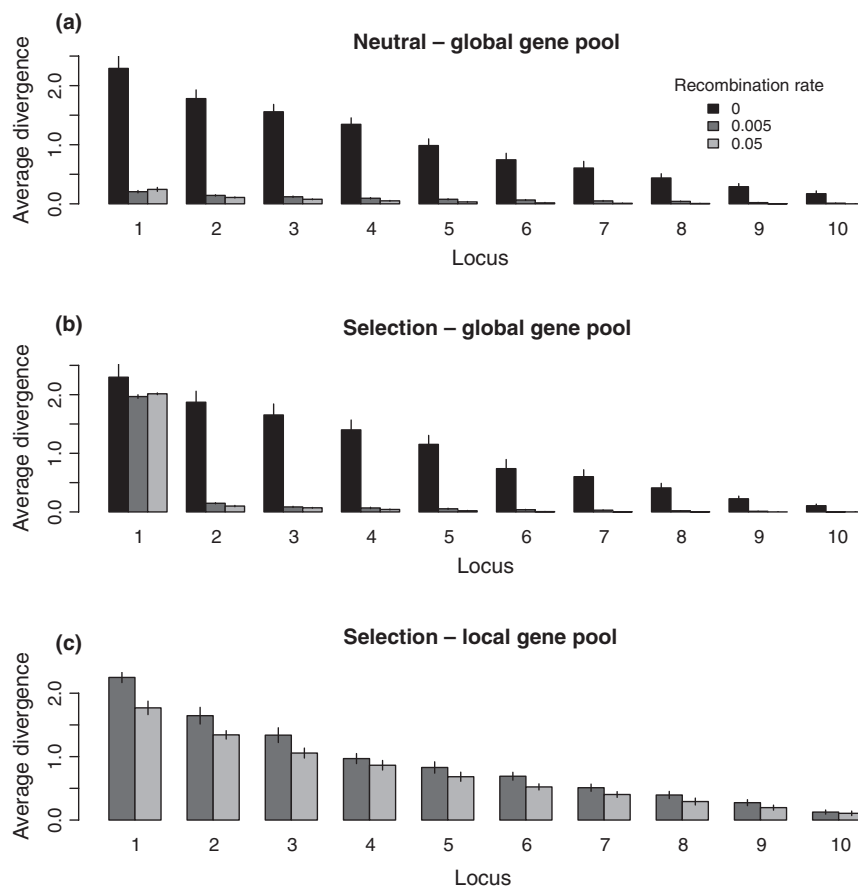 (a)
Neutral – global gene pool
Average divergence
0.0 1.0 2.0
Recombination rate
0
0.005
0.05
1 2 3 4 5 6 7 8 9 10
Locus
(b)
Selection – global gene pool
Average divergence
0.0 1.0 2.0
1 2 3 4 5 6 7 8 9 10
Locus
(c)
Selection – local gene pool
Average divergence
0.0 1.0 2.0
1 2 3 4 5 6 7 8 9 10
Locus